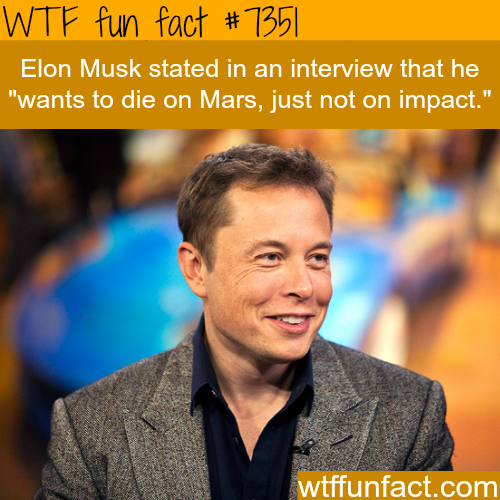 WTF fun fact #7351
Elon Musk stated in an interview that he
"wants to die on Mars, just not on impact."
wtffunfact.com